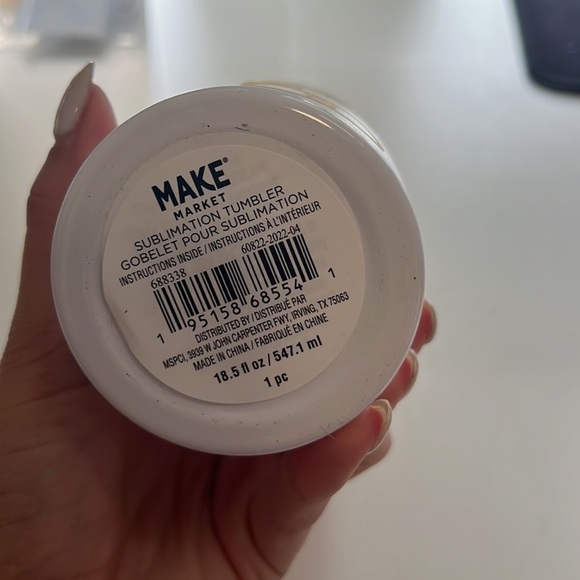 MAKE®
MARKET
SUBLIMATION TUMBLER
GOBELET POUR SUBLIMATION
INSTRUCTIONS INSIDE / INSTRUCTIONS À L'INTÉRIEUR
688338 60822-2022-04
1 95158 68554 1
DISTRIBUTED BY / DISTRIBUÉ PAR
MSPCI, 3939 W JOHN CARPENTER FWY, IRVING, TX 75063
MADE IN CHINA / FABRIQUÉ EN CHINE
18.5 fl oz / 547.1 ml
1 pc